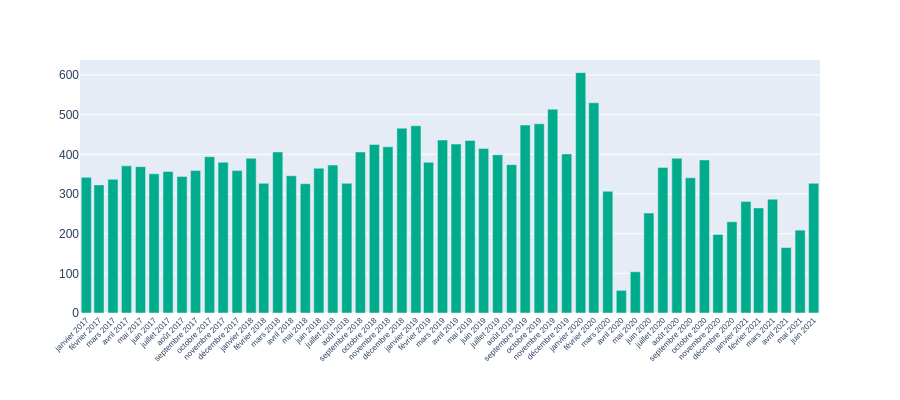 600
500
400
300
200
100
0
janvier 2017
février 2017
mars 2017
avril 2017
mai 2017
juin 2017
juillet 2017
août 2017
septembre 2017
octobre 2017
novembre 2017
décembre 2017
janvier 2018
février 2018
mars 2018
avril 2018
mai 2018
juin 2018
juillet 2018
août 2018
septembre 2018
octobre 2018
novembre 2018
décembre 2018
janvier 2019
février 2019
mars 2019
avril 2019
mai 2019
juin 2019
juillet 2019
août 2019
septembre 2019
octobre 2019
novembre 2019
décembre 2019
janvier 2020
février 2020
mars 2020
avril 2020
mai 2020
juin 2020
juillet 2020
août 2020
septembre 2020
octobre 2020
novembre 2020
décembre 2020
janvier 2021
février 2021
mars 2021
avril 2021
mai 2021
juin 2021